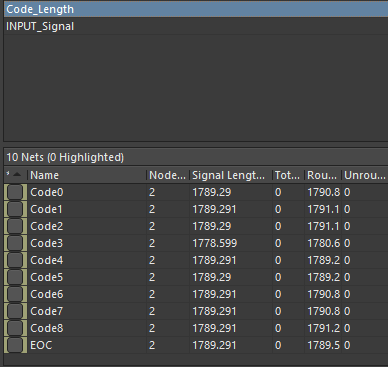 Code_Length
INPUT_Signal
10 Nets (0 Highlighted)
* Name Node... Signal Lengt... Tot... Rou... Unrou...
Code0 2 1789.29 0 1790.8 0
Code1 2 1789.291 0 1791.1 0
Code2 2 1789.29 0 1791.1 0
Code3 2 1778.599 0 1780.6 0
Code4 2 1789.291 0 1789.2 0
Code5 2 1789.29 0 1789.2 0
Code6 2 1789.291 0 1790.8 0
Code7 2 1789.291 0 1790.8 0
Code8 2 1789.291 0 1791.2 0
EOC 2 1789.291 0 1789.5 0